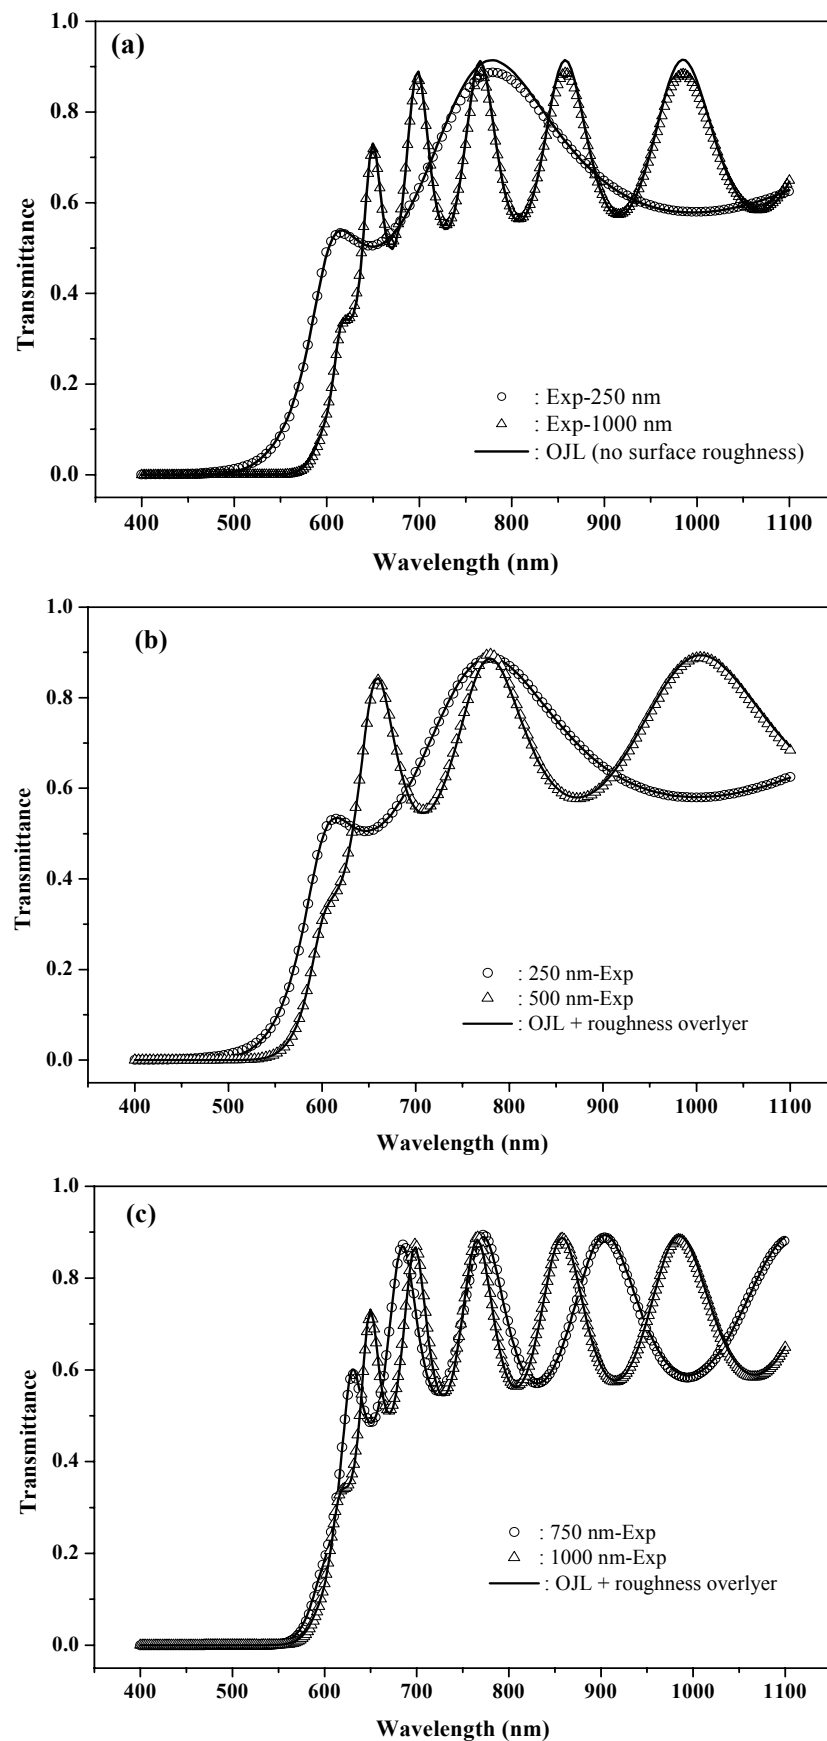 (a)
1.0
0.8
0.6
0.4
0.2
0.0
Transmittance
: Exp-250 nm
: Exp-1000 nm
: OJL (no surface roughness)
400 500 600 700 800 900 1000 1100
Wavelength (nm)
(b)
1.0
0.8
0.6
0.4
0.2
0.0
Transmittance
: 250 nm-Exp
: 500 nm-Exp
: OJL + roughness overlyer
400 500 600 700 800 900 1000 1100
Wavelength (nm)
(c)
1.0
0.8
0.6
0.4
0.2
0.0
Transmittance
: 750 nm-Exp
: 1000 nm-Exp
: OJL + roughness overlyer
400 500 600 700 800 900 1000 1100
Wavelength (nm)